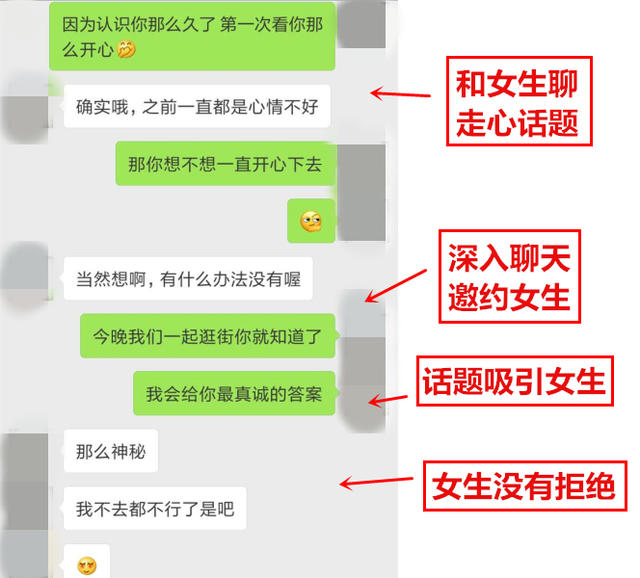 因为认识你那么久了 第一次看你那
么开心🤭
和女生聊
走心话题
确实哦，之前一直都是心情不好
那你想不想一直开心下去
深入聊天
邀约女生
当然想啊，有什么办法没有喔
今晚我们一起逛街你就知道了
话题吸引女生
我会给你最真诚的答案
那么神秘
女生没有拒绝
我不去都不行了是吧